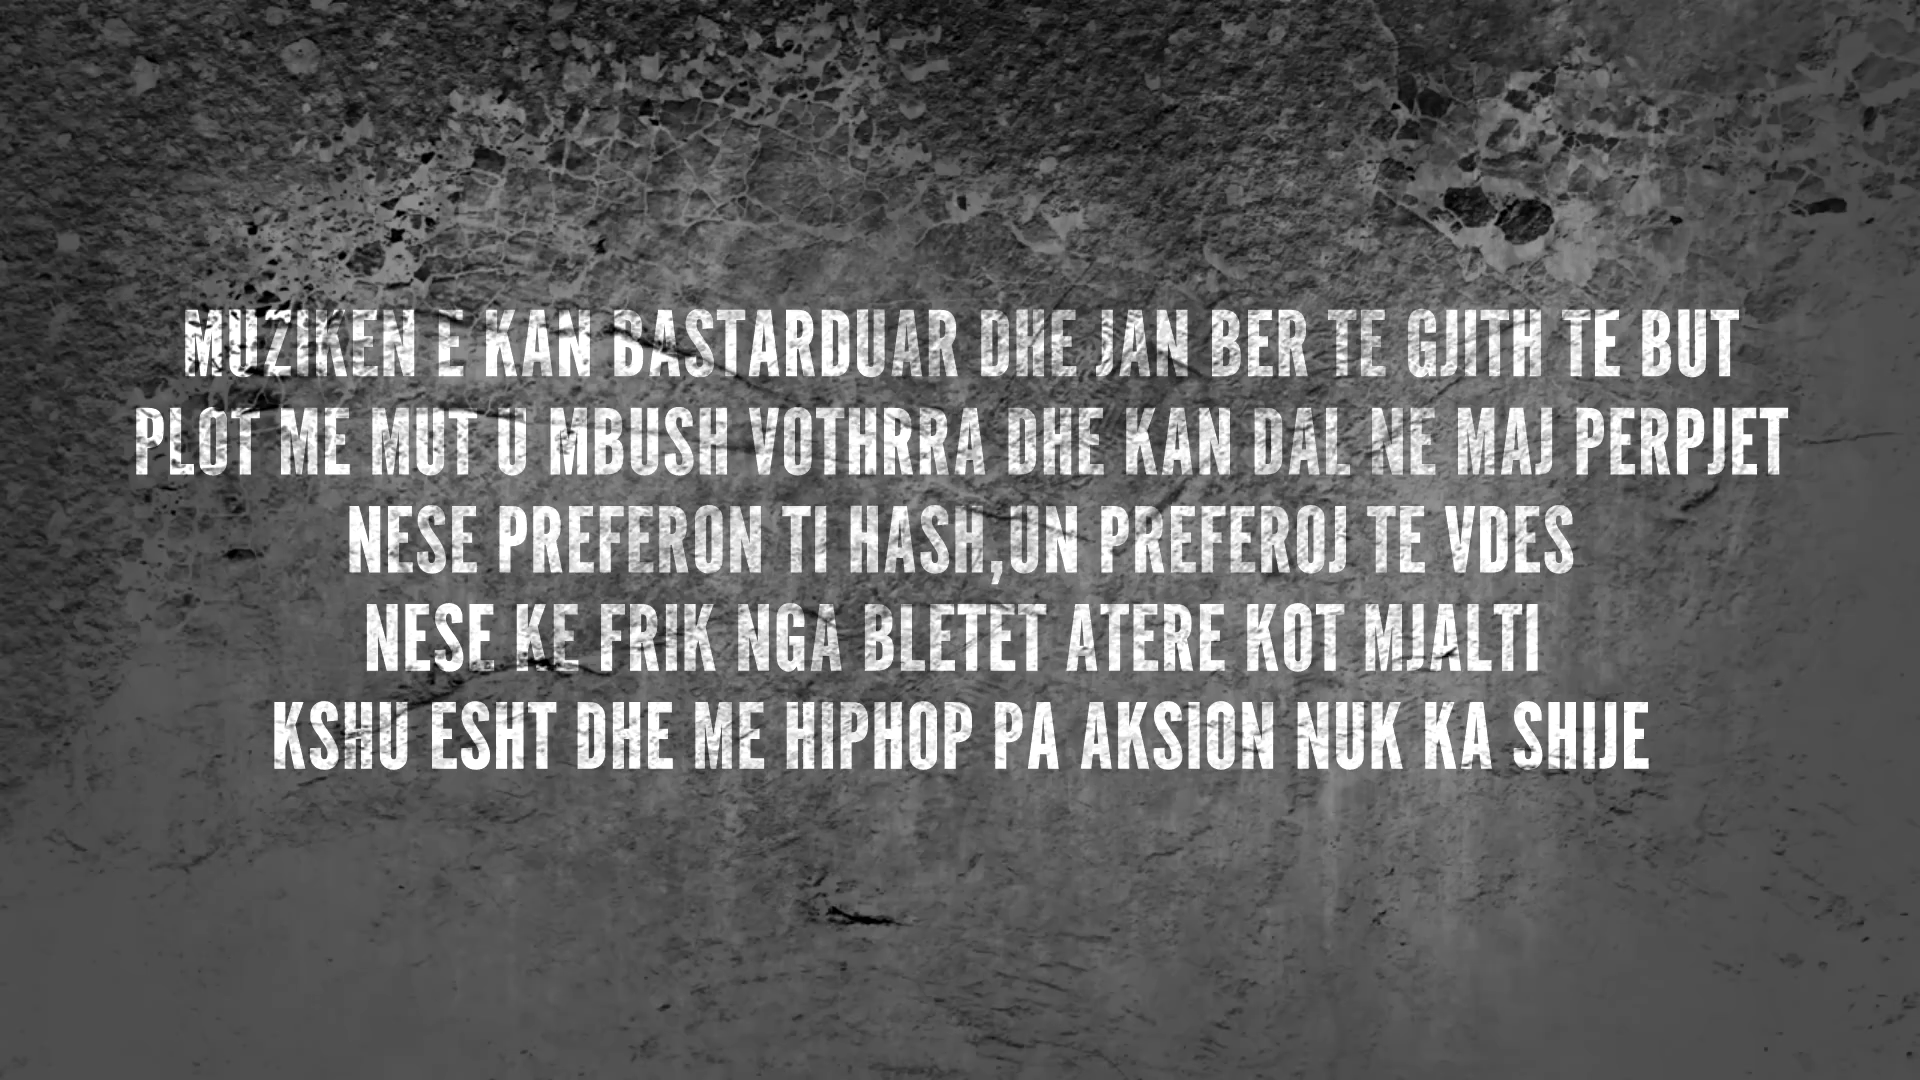 MUZIKEN E KAN BASTARDUAR DHE JAN BER TE GJITH TE BUT
PLOT ME MUT U MBUSH VOTHRRA DHE KAN DAL NE MAJ PERPJET
NESE PREFERON TI HASH,UN PREFEROJ TE VDES
NESE KE FRIK NGA BLETET ATERE KOT MJALTI
KSHU ESHT DHE ME HIPHOP PA AKSION NUK KA SHIJE